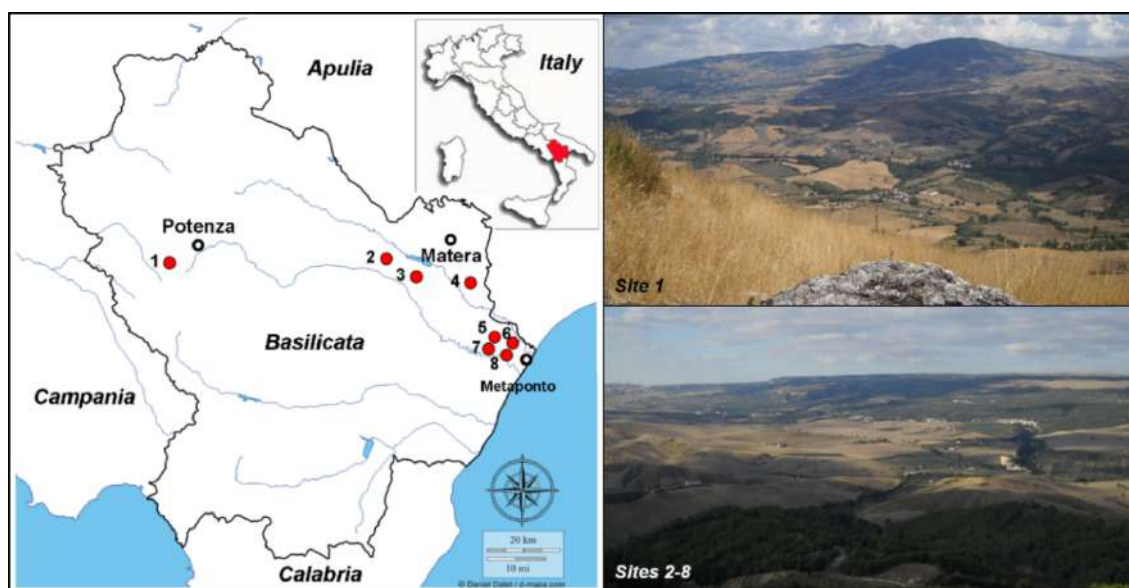 Apulia
Italy
Potenza
Matera
1
2
3
4
Basilicata
5
6
7
8
Metaponto
Campania
20 km
10 mi
© Daniel Dalet / d-maps.com
Calabria
Site 1
Sites 2-8